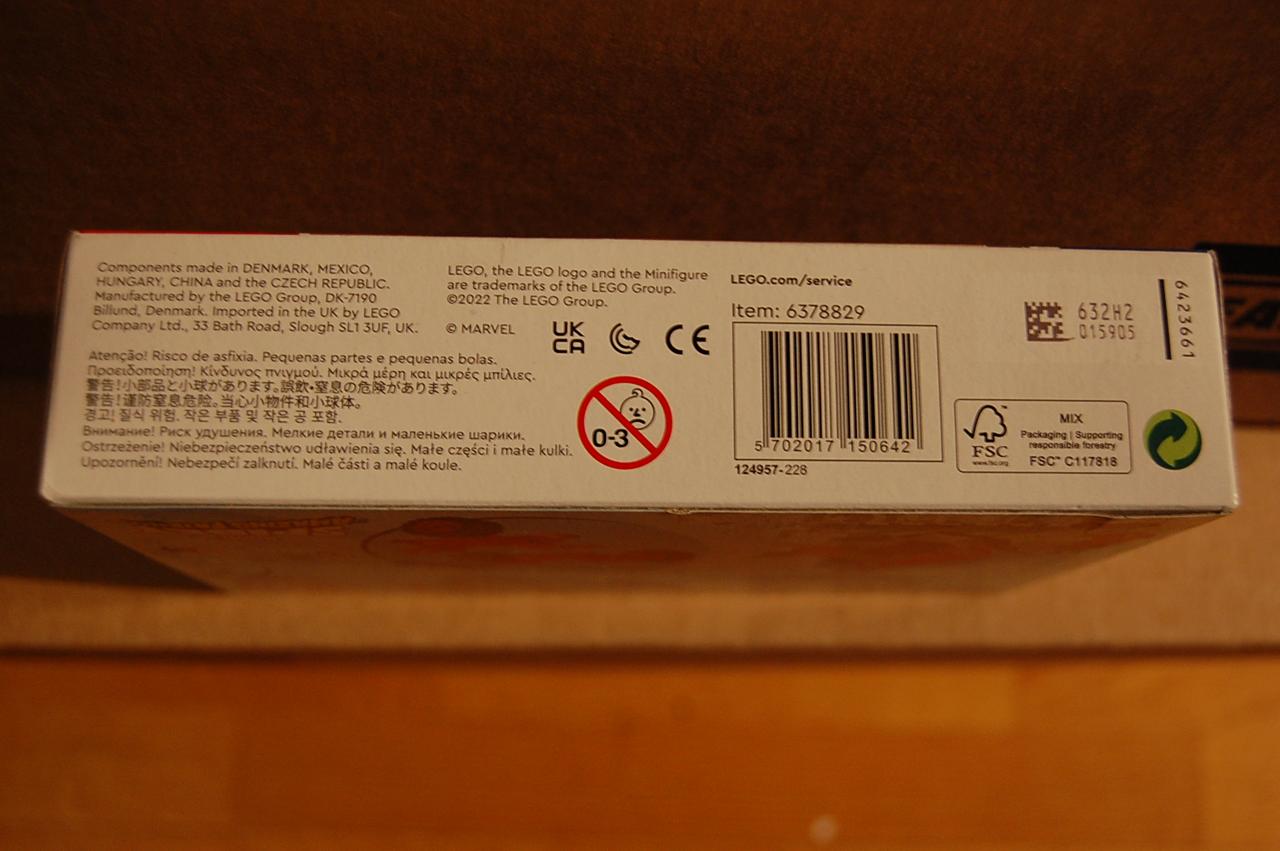 Components made in DENMARK, MEXICO,
HUNGARY, CHINA and the CZECH REPUBLIC.
Manufactured by the LEGO Group, DK-7190
Billund, Denmark. Imported in the UK by LEGO
Company Ltd., 33 Bath Road, Slough SL1 3UF, UK.
Atenção! Risco de asfixia. Pequenas partes e pequenas bolas.
Προειδοποίηση! Κίνδυνος πνιγμού. Μικρά μέρη και μικρές μπίλιες.
警告!小部品と小球があります。誤飲・窒息の危険があります。
警告!谨防窒息危险。当心小物件和小球体。
경고! 질식 위험. 작은 부품 및 작은 공 포함.
Внимание! Риск удушения. Мелкие детали и маленькие шарики.
Ostrzeżenie! Niebezpieczeństwo udławienia się. Małe części i małe kulki.
Upozornění! Nebezpečí zalknutí. Malé části a malé koule.
LEGO, the LEGO logo and the Minifigure
are trademarks of the LEGO Group.
©2022 The LEGO Group.
© MARVEL
UK
CA
CE
0-3
LEGO.com/service
Item: 6378829
5 702017 150642
124957-228
632H2
015905
6423661
FSC
www.fsc.org
MIX
Packaging | Supporting
responsible forestry
FSC™ C117818